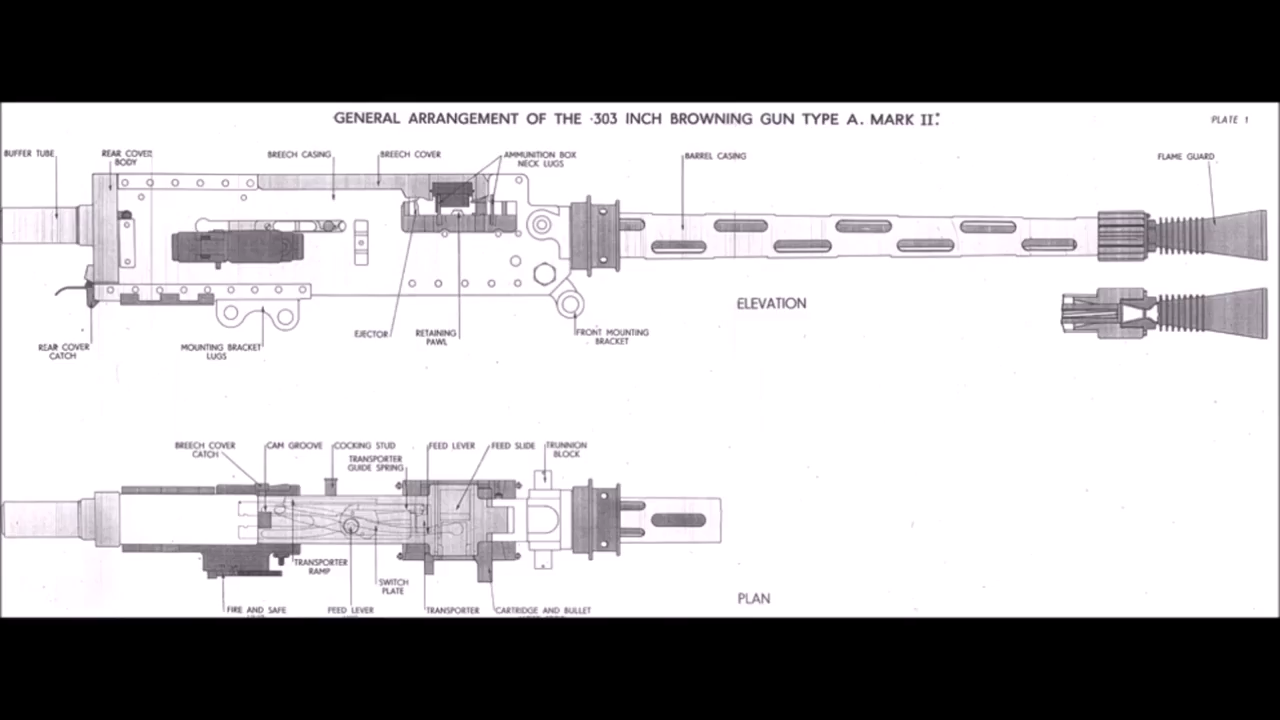 GENERAL ARRANGEMENT OF THE ·303 INCH BROWNING GUN TYPE A. MARK II*.
PLATE 1
BUFFER TUBE
REAR COVER
BODY
BREECH CASING
BREECH COVER
AMMUNITION BOX
NECK LUGS
BARREL CASING
FLAME GUARD
ELEVATION
EJECTOR
RETAINING
PAWL
FRONT MOUNTING
BRACKET
REAR COVER
CATCH
MOUNTING BRACKET
LUGS
BREECH COVER
CATCH
CAM GROOVE
COCKING STUD
TRANSPORTER
GUIDE SPRING
FEED LEVER
FEED SLIDE
TRUNNION
BLOCK
TRANSPORTER
RAMP
SWITCH
PLATE
PLAN
FIRE AND SAFE
FEED LEVER
TRANSPORTER
CARTRIDGE AND BULLET